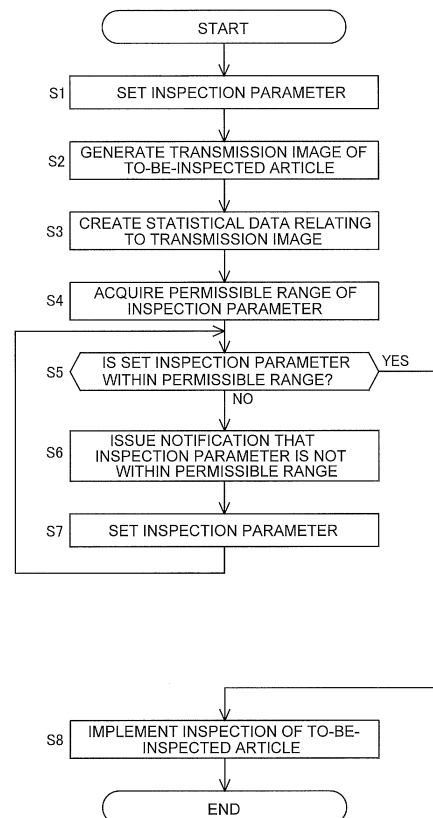 START
S1 SET INSPECTION PARAMETER
S2 GENERATE TRANSMISSION IMAGE OF
TO-BE-INSPECTED ARTICLE
S3 CREATE STATISTICAL DATA RELATING
TO TRANSMISSION IMAGE
S4 ACQUIRE PERMISSIBLE RANGE OF
INSPECTION PARAMETER
S5 IS SET INSPECTION PARAMETER
WITHIN PERMISSIBLE RANGE?
YES
NO
S6 ISSUE NOTIFICATION THAT
INSPECTION PARAMETER IS NOT
WITHIN PERMISSIBLE RANGE
S7 SET INSPECTION PARAMETER
S8 IMPLEMENT INSPECTION OF TO-BE-
INSPECTED ARTICLE
END